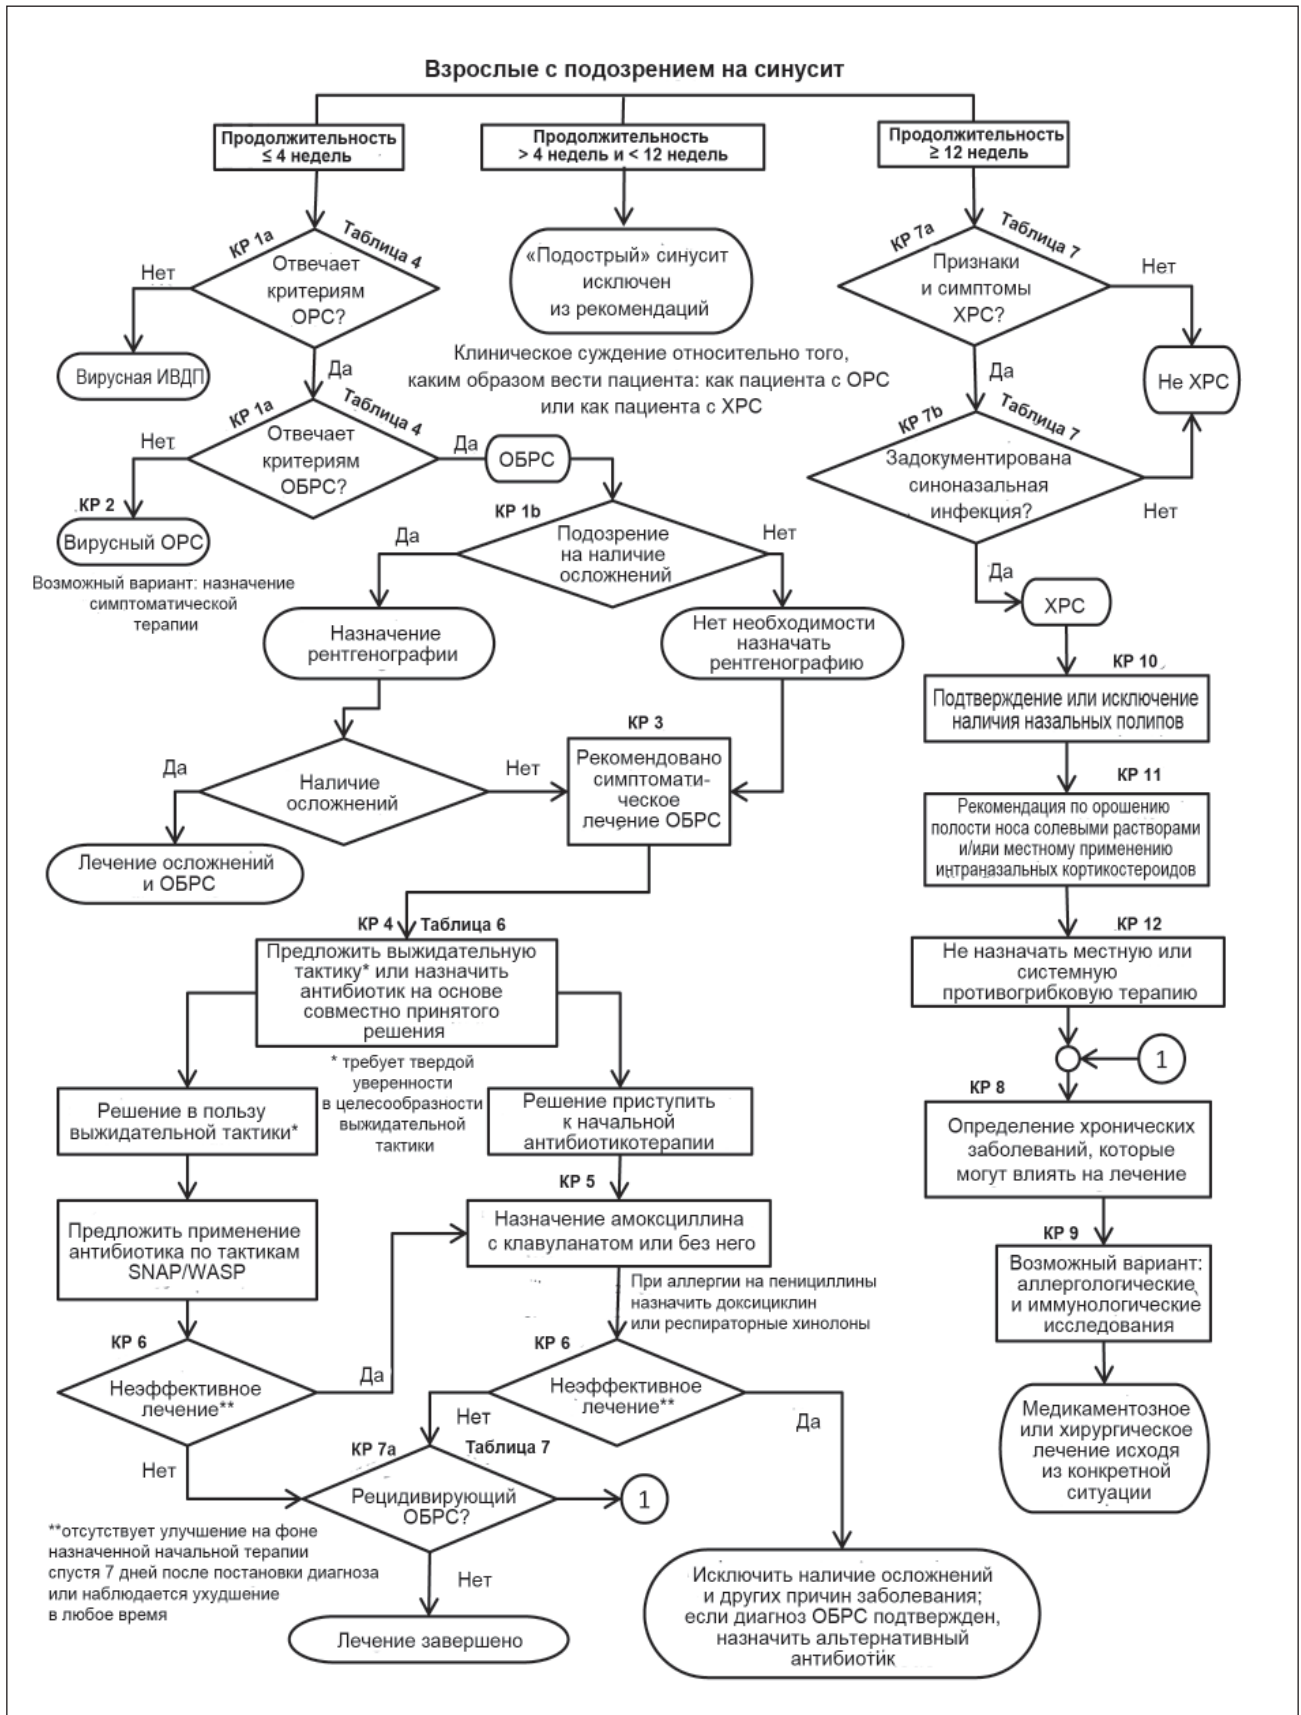 Взрослые с подозрением на синусит
Продолжительность
≤ 4 недель
Продолжительность
> 4 недель и < 12 недель
Продолжительность
≥ 12 недель
КР 1a
Таблица 4
Отвечает
критериям
ОРС?
Нет
Вирусная ИВДП
Да
«Подострый» синусит
исключен
из рекомендаций
Клиническое суждение относительно того,
каким образом вести пациента: как пациента с ОРС
или как пациента с ХРС
КР 7a
Таблица 7
Признаки
и симптомы
ХРС?
Нет
Не ХРС
Да
КР 1a
Таблица 4
Отвечает
критериям
ОБРС?
Нет
Да
ОБРС
КР 2
Вирусный ОРС
Возможный вариант: назначение
симптоматической
терапии
КР 7b
Таблица 7
Задокументирована
синоназальная
инфекция?
Нет
Да
ХРС
КР 1b
Подозрение
на наличие
осложнений
Да
Нет
Назначение
рентгенографии
Нет необходимости
назначать
рентгенографию
Наличие
осложнений
Да
Нет
Лечение осложнений
и ОБРС
КР 3
Рекомендовано
симптомати-
ческое
лечение ОБРС
КР 10
Подтверждение или исключение
наличия назальных полипов
КР 11
Рекомендация по орошению
полости носа солевыми растворами
и/или местному применению
интраназальных кортикостероидов
КР 12
Не назначать местную или
системную
противогрибковую терапию
1
КР 8
Определение хронических
заболеваний, которые
могут влиять на лечение
КР 9
Возможный вариант:
аллергологические
и иммунологические
исследования
Медикаментозное
или хирургическое
лечение исходя
из конкретной
ситуации
КР 4
Таблица 6
Предложить выжидательную
тактику* или назначить
антибиотик на основе
совместно принятого
решения
* требует твердой
уверенности
в целесообразности
выжидательной
тактики
Решение в пользу
выжидательной тактики*
Решение приступить
к начальной
антибиотикотерапии
Предложить применение
антибиотика по тактикам
SNAP/WASP
КР 5
Назначение амоксциллина
с клавуланатом или без него
При аллергии на пенициллины
назначить доксициклин
или респираторные хинолоны
КР 6
Неэффективное
лечение**
Да
Нет
КР 6
Неэффективное
лечение**
Нет
Да
КР 7a
Таблица 7
Рецидивирующий
ОБРС?
1
Нет
Лечение завершено
**отсутствует улучшение на фоне
назначенной начальной терапии
спустя 7 дней после постановки диагноза
или наблюдается ухудшение
в любое время
Исключить наличие осложнений
и других причин заболевания;
если диагноз ОБРС подтвержден,
назначить альтернативный
антибиотик